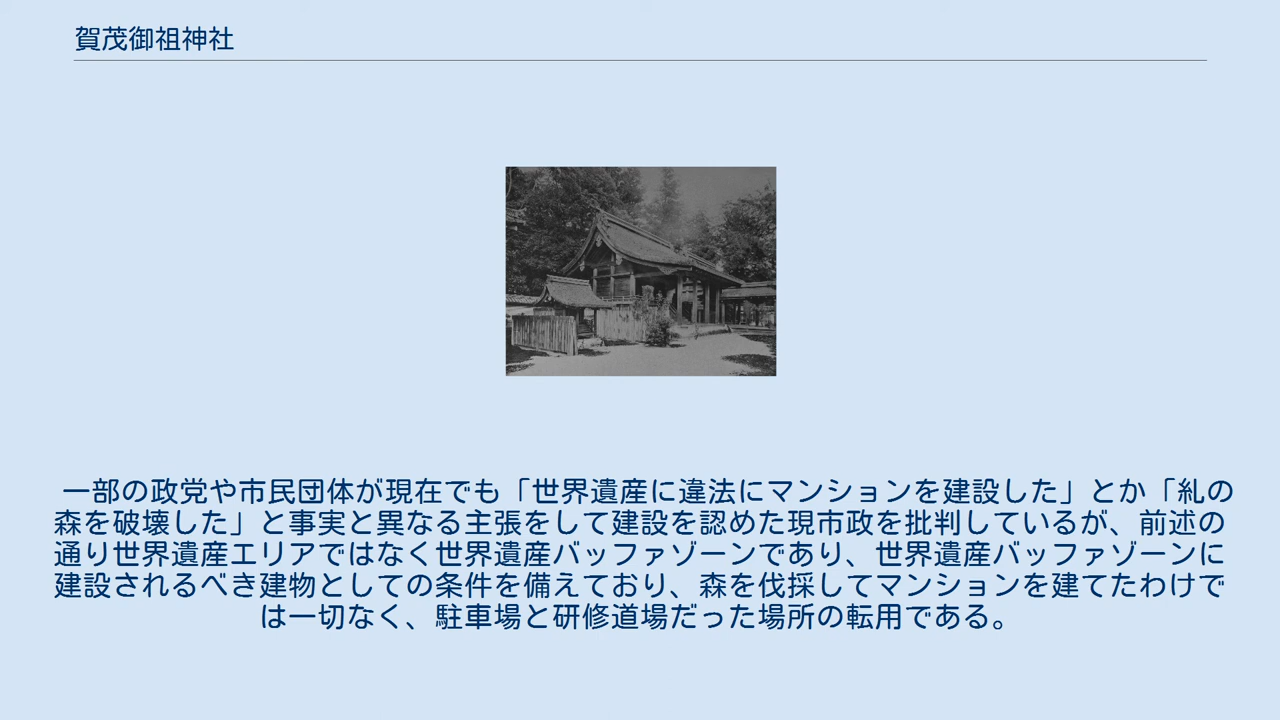 賀茂御祖神社
一部の政党や市民団体が現在でも「世界遺産に違法にマンションを建設した」とか「糺の
森を破壊した」と事実と異なる主張をして建設を認めた現市政を批判しているが、前述の
通り世界遺産エリアではなく世界遺産バッファゾーンであり、世界遺産バッファゾーンに
建設されるべき建物としての条件を備えており、森を伐採してマンションを建てたわけで
は一切なく、駐車場と研修道場だった場所の転用である。